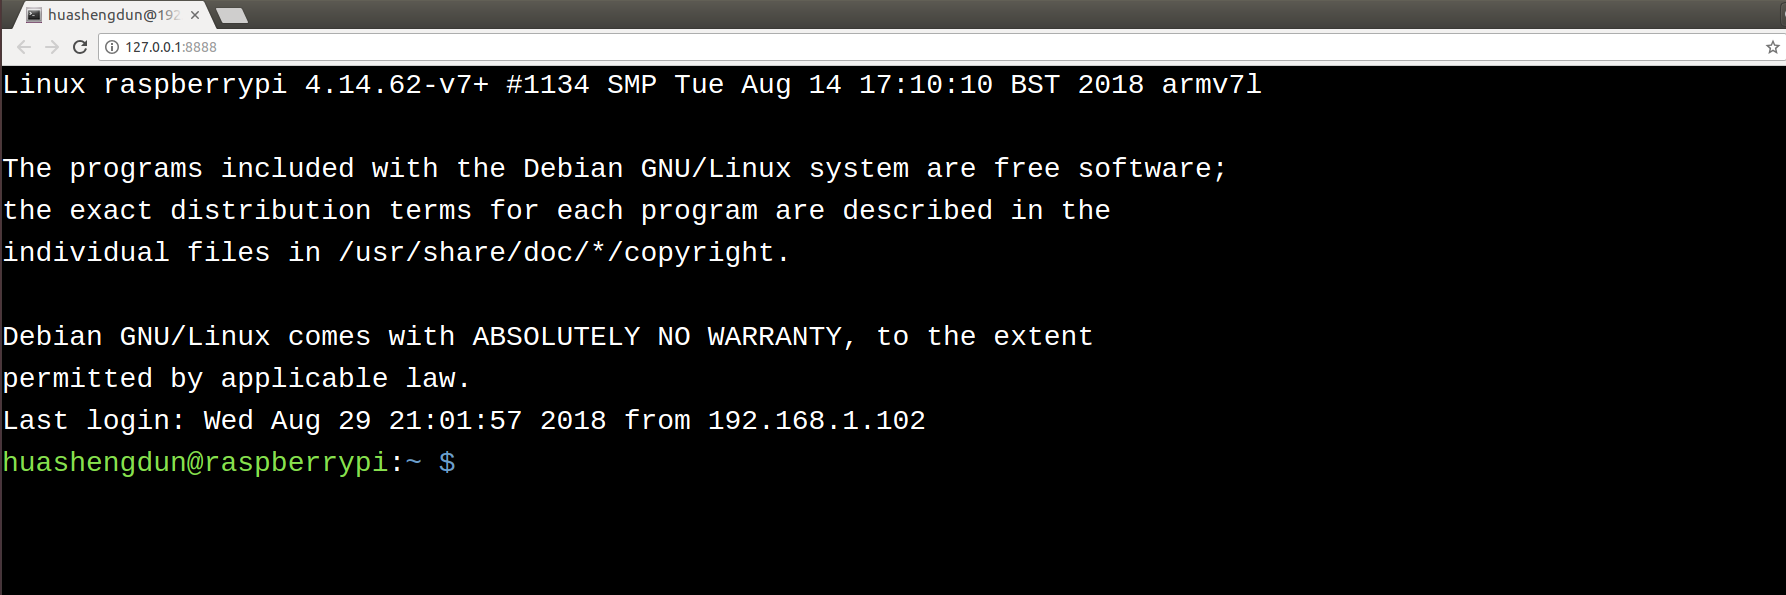 huashengdun@192
127.0.0.1:8888
Linux raspberrypi 4.14.62-v7+ #1134 SMP Tue Aug 14 17:10:10 BST 2018 armv7l
The programs included with the Debian GNU/Linux system are free software;
the exact distribution terms for each program are described in the
individual files in /usr/share/doc/*/copyright.
Debian GNU/Linux comes with ABSOLUTELY NO WARRANTY, to the extent
permitted by applicable law.
Last login: Wed Aug 29 21:01:57 2018 from 192.168.1.102
huashengdun@raspberrypi:~ $